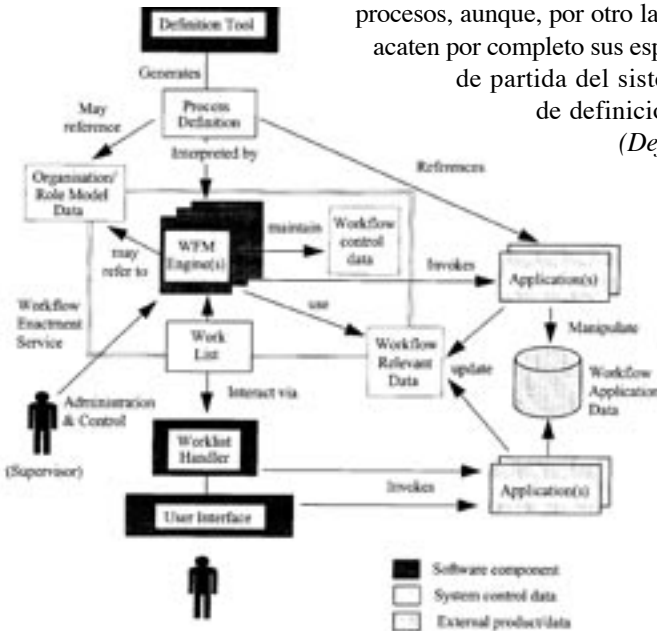 procesos, aunque, por otro la
acaten por completo sus esp
de partida del siste
de definicio
(De
Definition Tool
Generates
May
reference
Process
Definition
Interpreted by
References
Organisation/
Role Model
Data
WFM
Engine(s)
maintain
Workflow
control
data
may
refer to
Invokes
Application(s)
use
Workflow
Enactment
Service
Work
List
Workflow
Relevant
Data
Manipulate
update
Workflow
Application
Data
Interact via
Administration
& Control
(Supervisor)
Worklist
Handler
Invokes
Application(s)
User Interface
Software component
System control data
External product/data